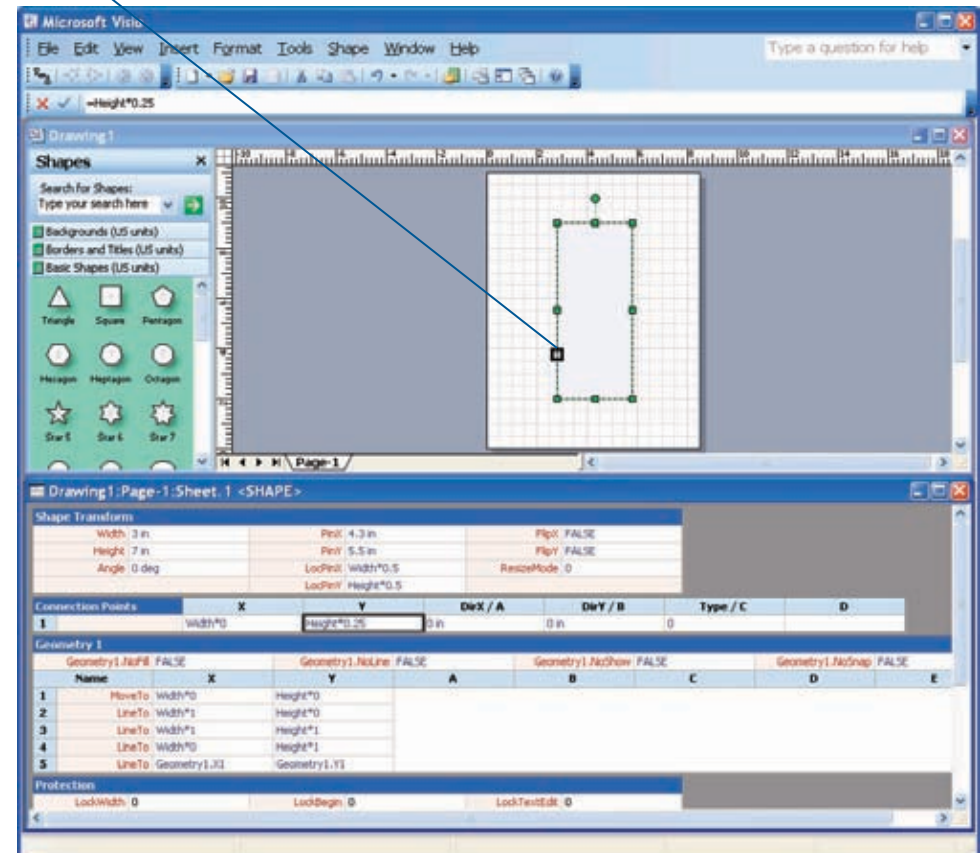 Microsoft Visio
File Edit View Insert Format Tools Shape Window Help Type a question for help
=Height*0.25
Drawing1
Shapes
Search for Shapes:
Type your search here
Backgrounds (US units)
Borders and Titles (US units)
Basic Shapes (US units)
Triangle Square Pentagon
Hexagon Heptagon Octagon
Star 5 Star 6 Star 7
Page-1
Drawing1:Page-1:Sheet.1 <SHAPE>
Shape Transform
Width 3 in PinX 4.3 in FlipX FALSE
Height 7 in PinY 5.5 in FlipY FALSE
Angle 0 deg LocPinX Width*0.5 ResizeMode 0
LocPinY Height*0.5
Connection Points X Y DirX / A DirY / B Type / C D
1 Width*0 Height*0.25 0 in 0 in 0
Geometry 1
Geometry1.NoFill FALSE Geometry1.NoLine FALSE Geometry1.NoShow FALSE Geometry1.NoSnap FALSE
Name X Y A B C D E
1 MoveTo Width*0 Height*0
2 LineTo Width*1 Height*0
3 LineTo Width*1 Height*1
4 LineTo Width*0 Height*1
5 LineTo Geometry1.X1 Geometry1.Y1
Protection
LockWidth 0 LockBegin 0 LockTextEdit 0